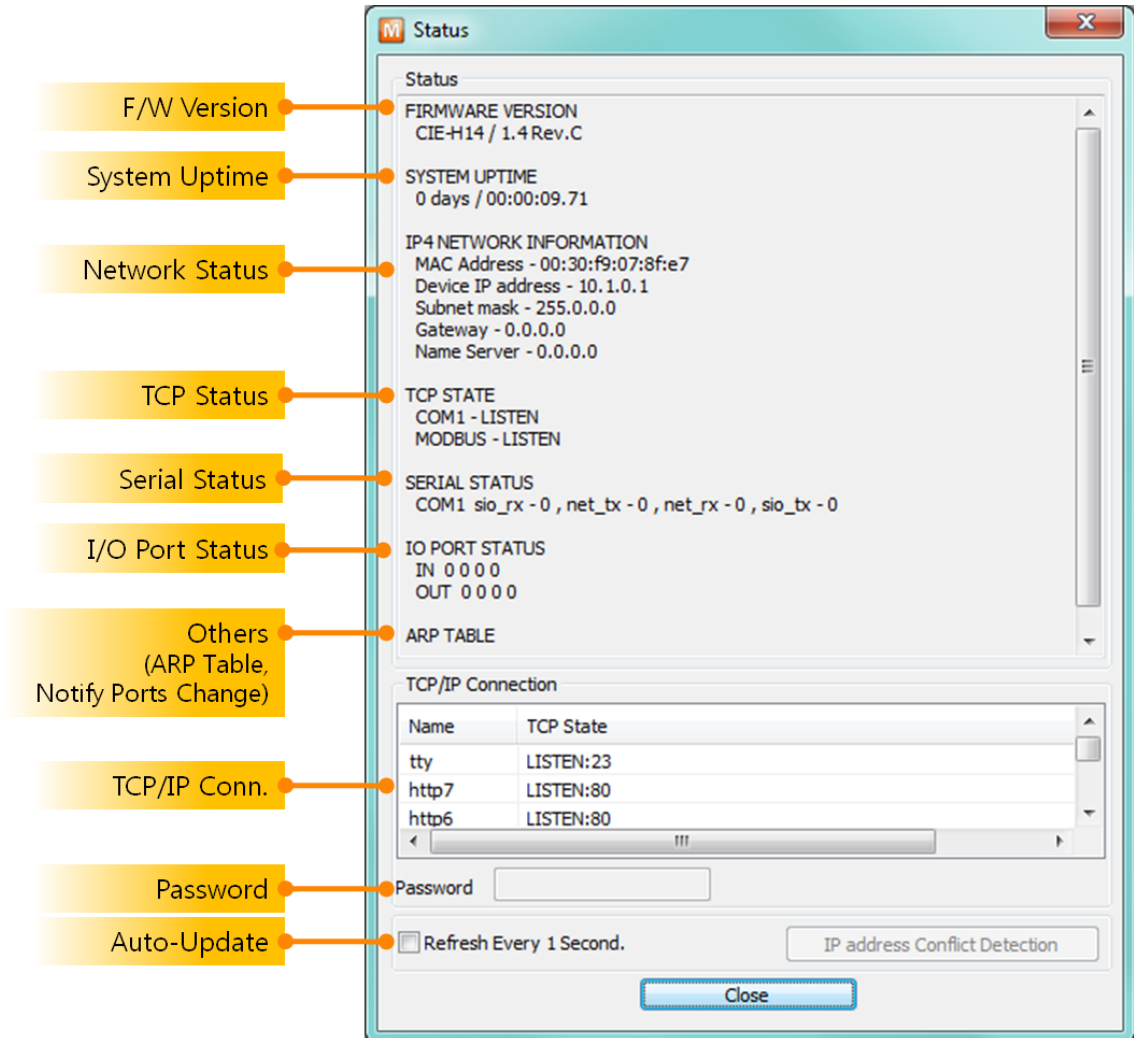 Status
Status
F/W Version
FIRMWARE VERSION
CIE-H14 / 1.4 Rev.C
System Uptime
SYSTEM UPTIME
0 days / 00:00:09.71
Network Status
IP4 NETWORK INFORMATION
MAC Address - 00:30:f9:07:8f:e7
Device IP address - 10.1.0.1
Subnet mask - 255.0.0.0
Gateway - 0.0.0.0
Name Server - 0.0.0.0
TCP Status
TCP STATE
COM1 - LISTEN
MODBUS - LISTEN
Serial Status
SERIAL STATUS
COM1 sio_rx - 0 , net_tx - 0 , net_rx - 0 , sio_tx - 0
I/O Port Status
IO PORT STATUS
IN 0 0 0 0
OUT 0 0 0 0
Others
(ARP Table,
Notify Ports Change)
ARP TABLE
TCP/IP Connection
Name TCP State
tty LISTEN:23
TCP/IP Conn.
http7 LISTEN:80
http6 LISTEN:80
Password
Password
Auto-Update
Refresh Every 1 Second.
IP address Conflict Detection
Close